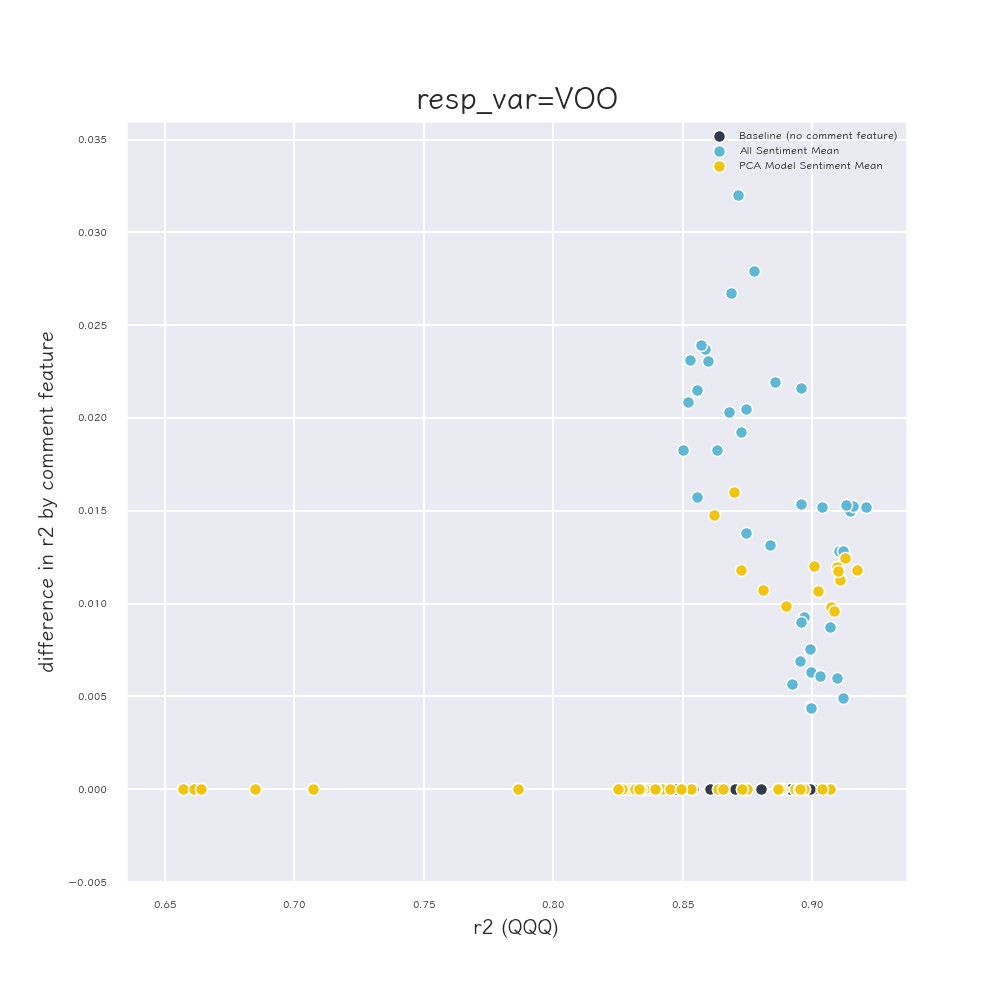 resp_var=VOO
0.035
0.030
0.025
0.020
0.015
0.010
0.005
0.000
−0.005
difference in r2 by comment feature
Baseline (no comment feature)
All Sentiment Mean
PCA Model Sentiment Mean
0.65 0.70 0.75 0.80 0.85 0.90
r2 (QQQ)